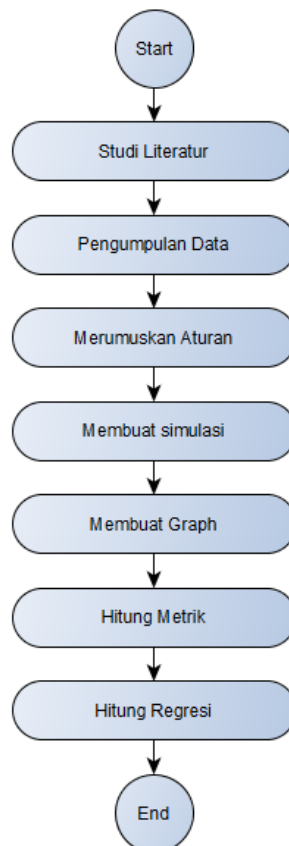 Start
Studi Literatur
Pengumpulan Data
Merumuskan Aturan
Membuat simulasi
Membuat Graph
Hitung Metrik
Hitung Regresi
End